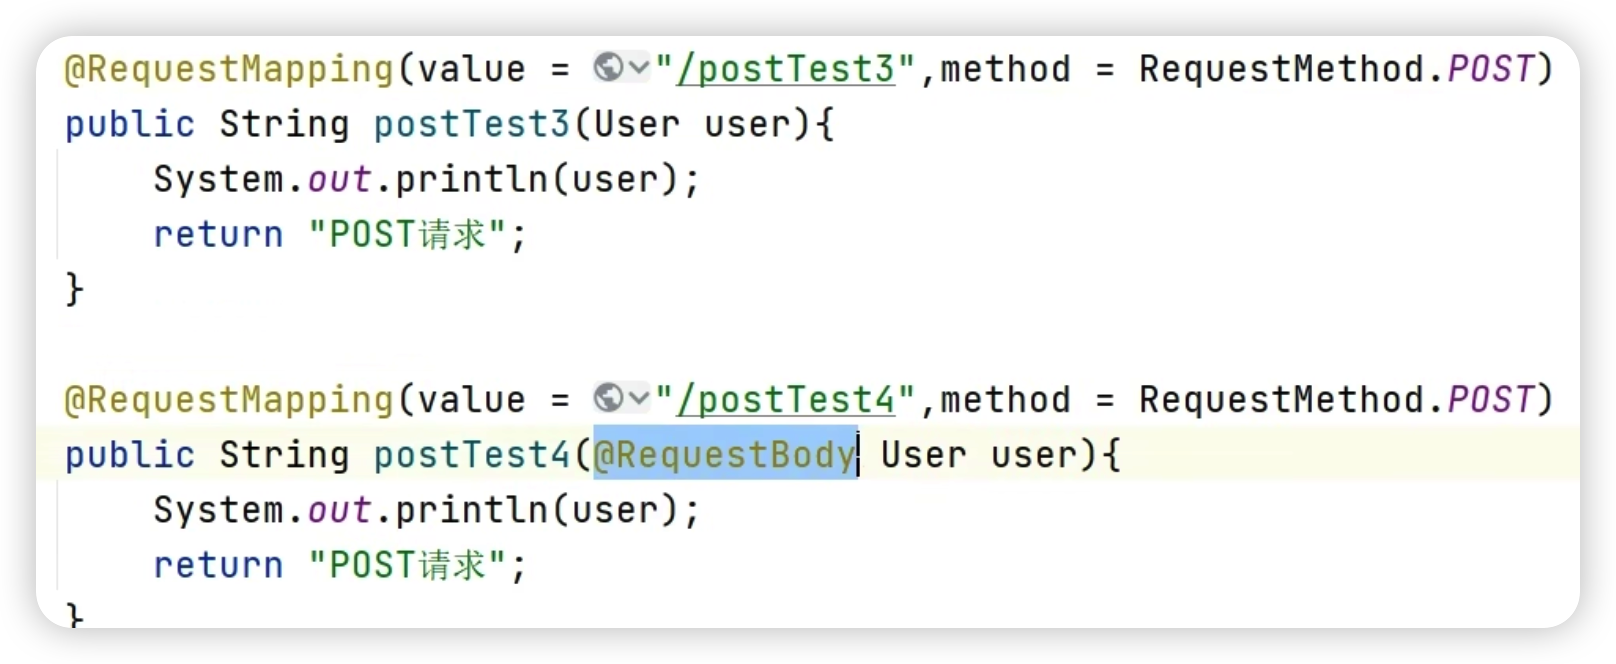 @RequestMapping(value = "/postTest3",method = RequestMethod.POST)
public String postTest3(User user){
    System.out.println(user);
    return "POST请求";
}
@RequestMapping(value = "/postTest4",method = RequestMethod.POST)
public String postTest4(@RequestBody User user){
    System.out.println(user);
    return "POST请求";
}